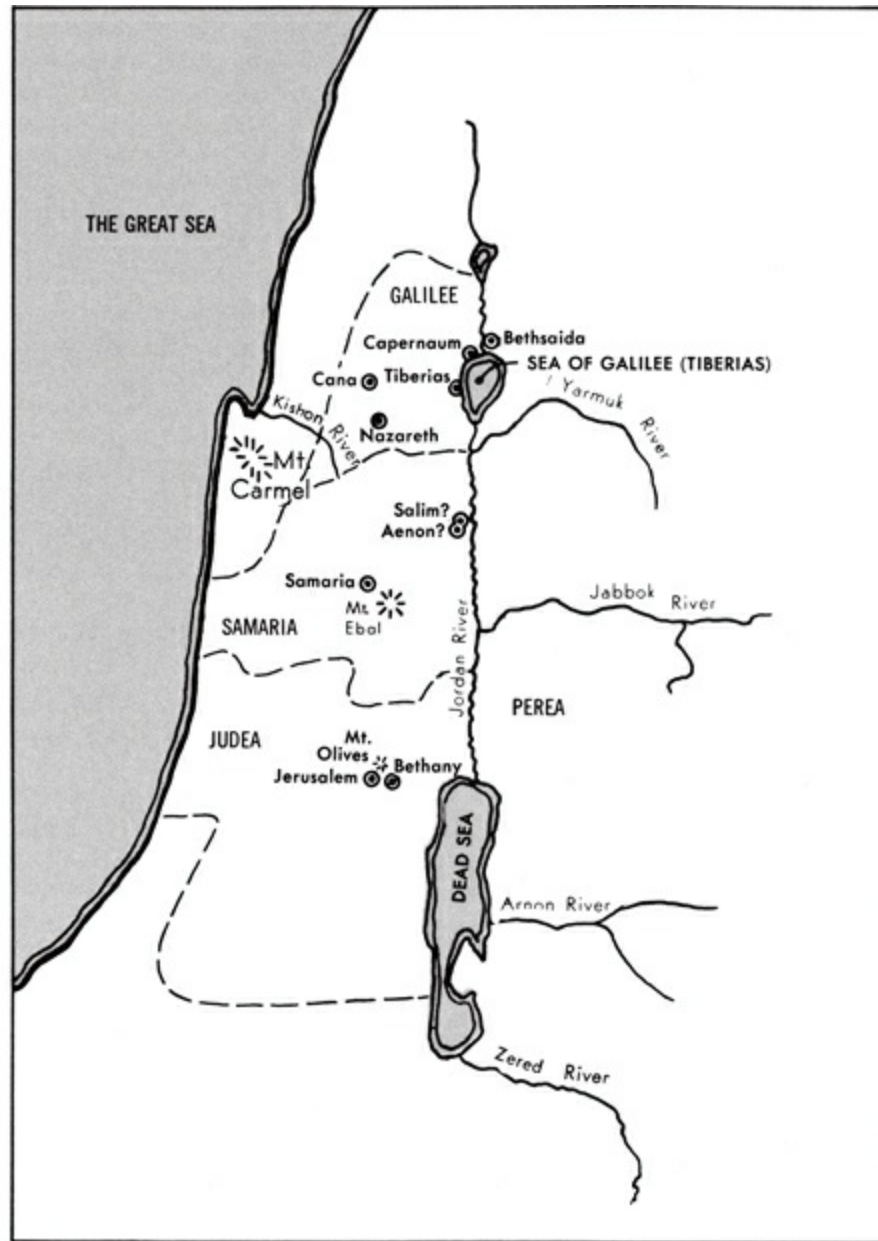 THE GREAT SEA
GALILEE
Capernaum
Bethsaida
SEA OF GALILEE (TIBERIAS)
Cana
Tiberias
Yarmuk
River
Kishon River
Nazareth
Mt.
Carmel
Salim?
Aenon?
Samaria
Mt.
Ebal
Jabbok
River
SAMARIA
Jordan River
PEREA
JUDEA
Mt.
Olives
Bethany
Jerusalem
DEAD SEA
Arnon River
Zered River